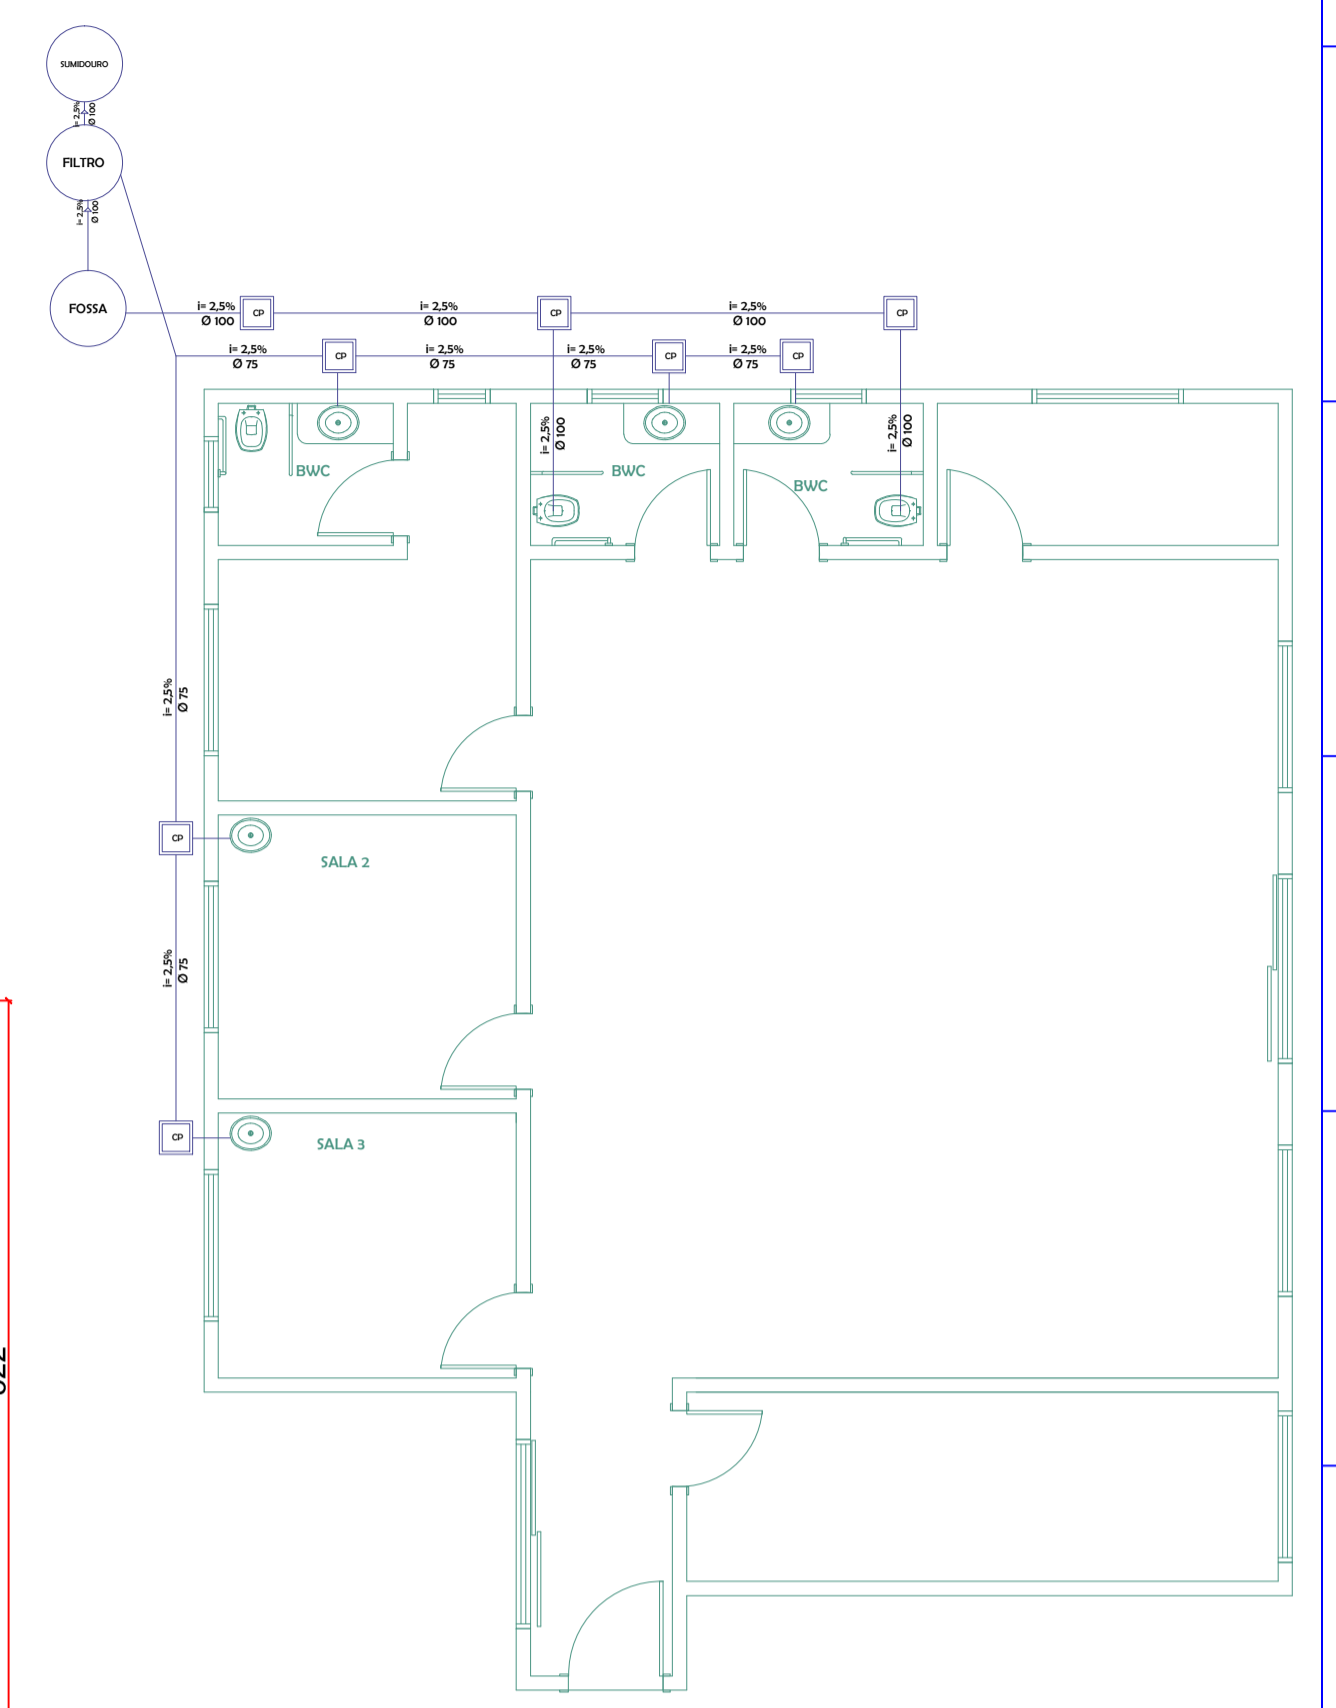 SUMIDOURO
i= 2,5%
Ø 100
FILTRO
i= 2,5%
Ø 100
FOSSA
i= 2,5%
Ø 100
CP
i= 2,5%
Ø 100
CP
i= 2,5%
Ø 100
CP
i= 2,5%
Ø 75
CP
i= 2,5%
Ø 75
i= 2,5%
Ø 75
CP
i= 2,5%
Ø 75
CP
i= 2,5%
Ø 100
i= 2,5%
Ø 100
BWC
BWC
BWC
i= 2,5%
Ø 75
CP
SALA 2
i= 2,5%
Ø 75
CP
SALA 3